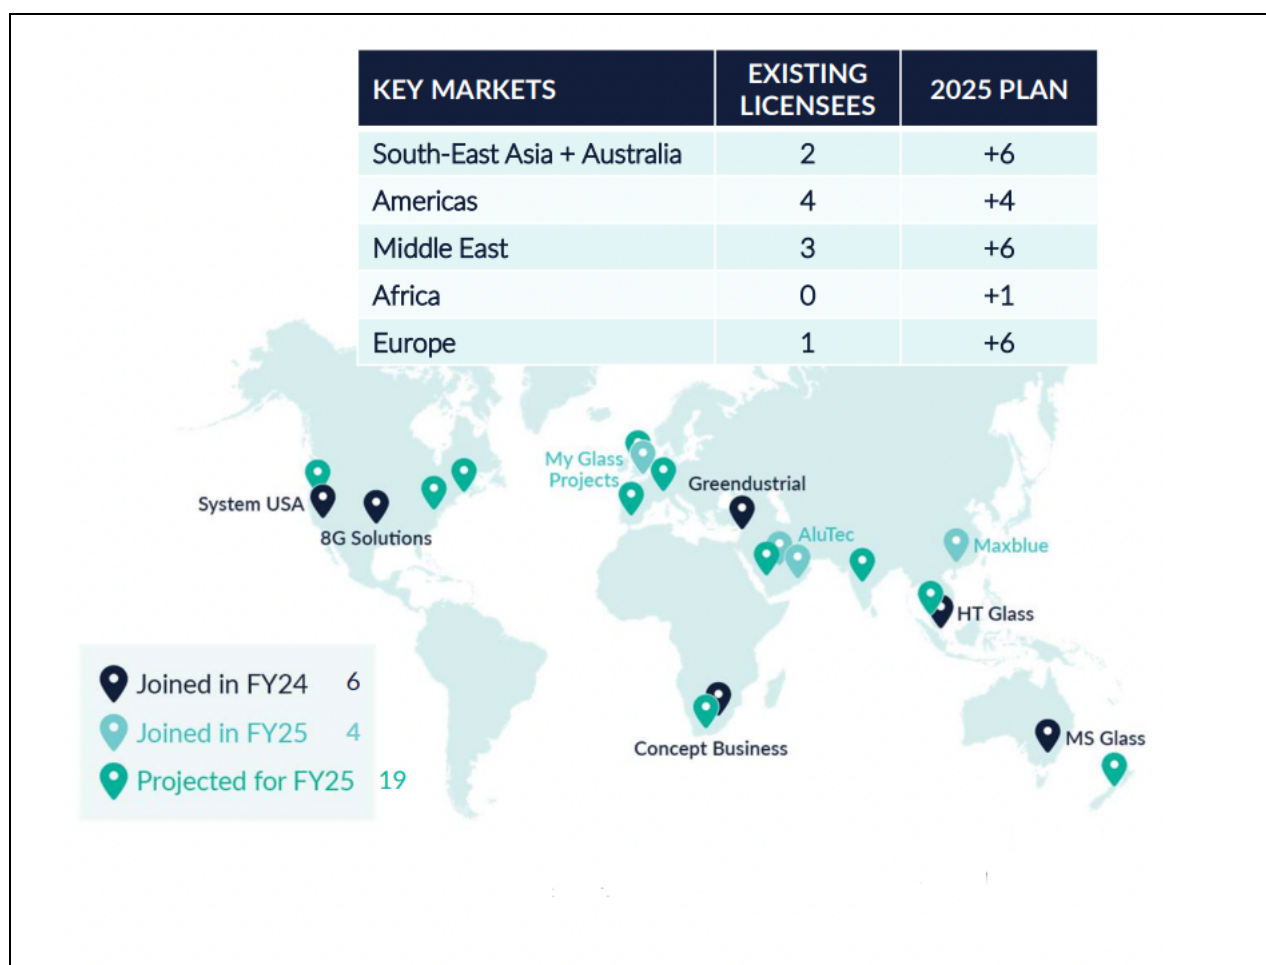 KEY MARKETS EXISTING LICENSEES 2025 PLAN
South-East Asia + Australia 2 +6
Americas 4 +4
Middle East 3 +6
Africa 0 +1
Europe 1 +6
My Glass
Projects
Greendustrial
System USA
8G Solutions
AluTec
Maxblue
HT Glass
Concept Business
MS Glass
Joined in FY24 6
Joined in FY25 4
Projected for FY25 19